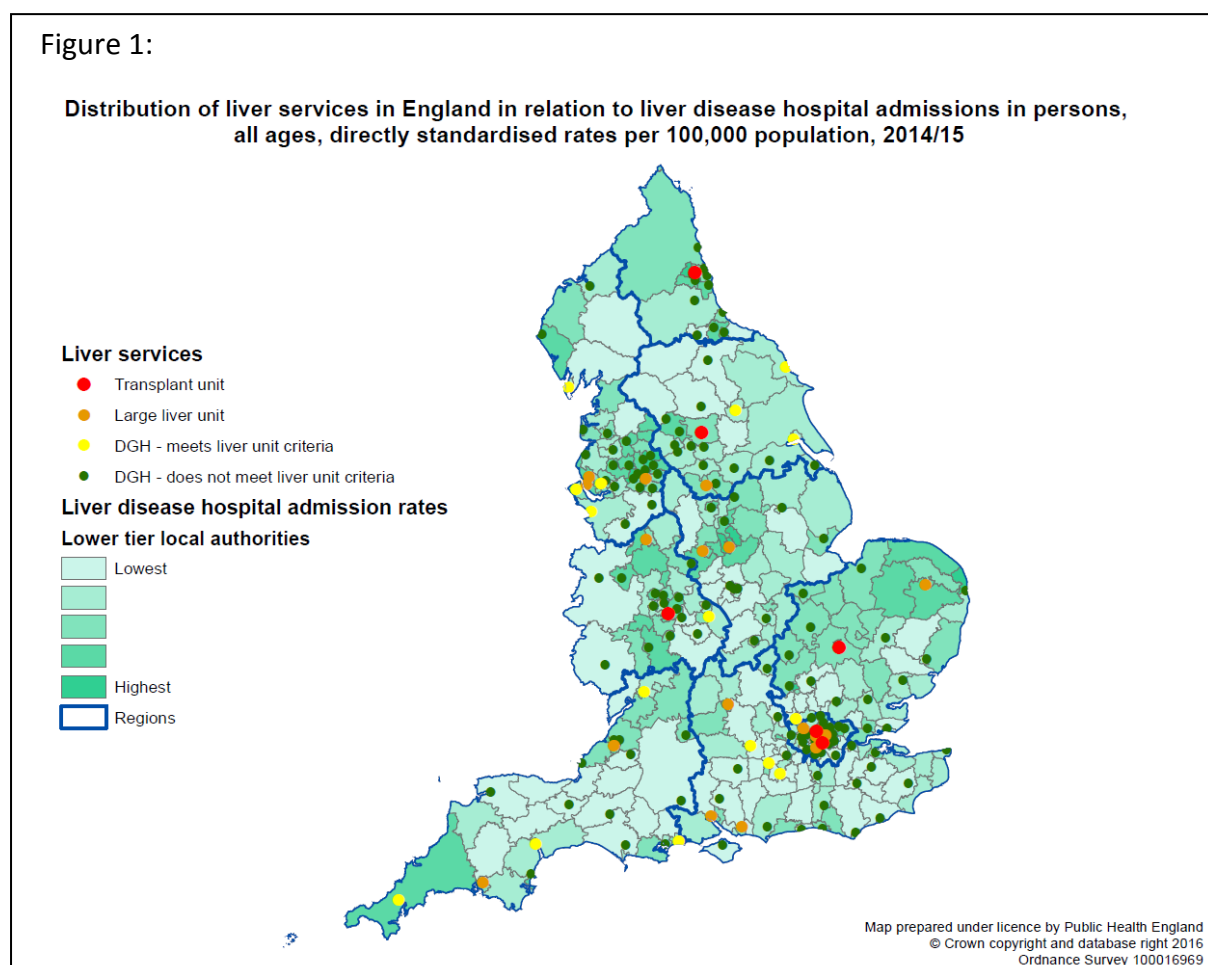 Figure 1:
Distribution of liver services in England in relation to liver disease hospital admissions in persons,
all ages, directly standardised rates per 100,000 population, 2014/15
Liver services
Transplant unit
Large liver unit
DGH - meets liver unit criteria
DGH - does not meet liver unit criteria
Liver disease hospital admission rates
Lower tier local authorities
Lowest
Highest
Regions
Map prepared under licence by Public Health England
© Crown copyright and database right 2016
Ordnance Survey 100016969